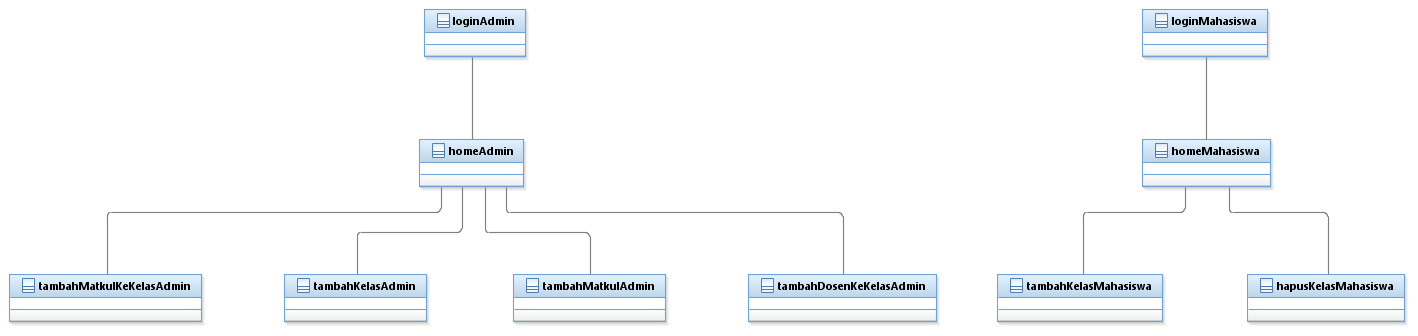 loginAdmin
loginMahasiswa
homeAdmin
homeMahasiswa
tambahMatkulKeKelasAdmin
tambahKelasAdmin
tambahMatkulAdmin
tambahDosenKeKelasAdmin
tambahKelasMahasiswa
hapusKelasMahasiswa